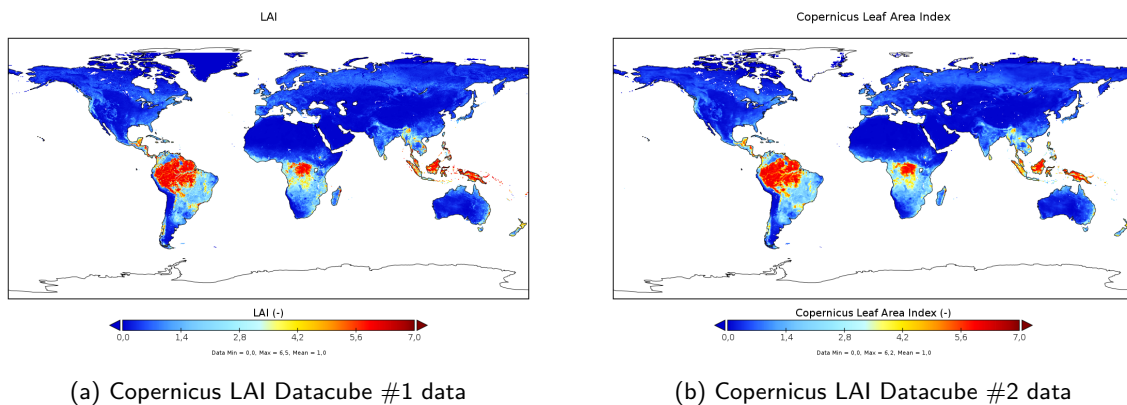 LAI
LAI (-)
0,0 1,4 2,8 4,2 5,6 7,0
Data Min = 0,0, Max = 6,5, Mean = 1,0
(a) Copernicus LAI Datacube #1 data
Copernicus Leaf Area Index
Copernicus Leaf Area Index (-)
0,0 1,4 2,8 4,2 5,6 7,0
Data Min = 0,0, Max = 6,2, Mean = 1,0
(b) Copernicus LAI Datacube #2 data